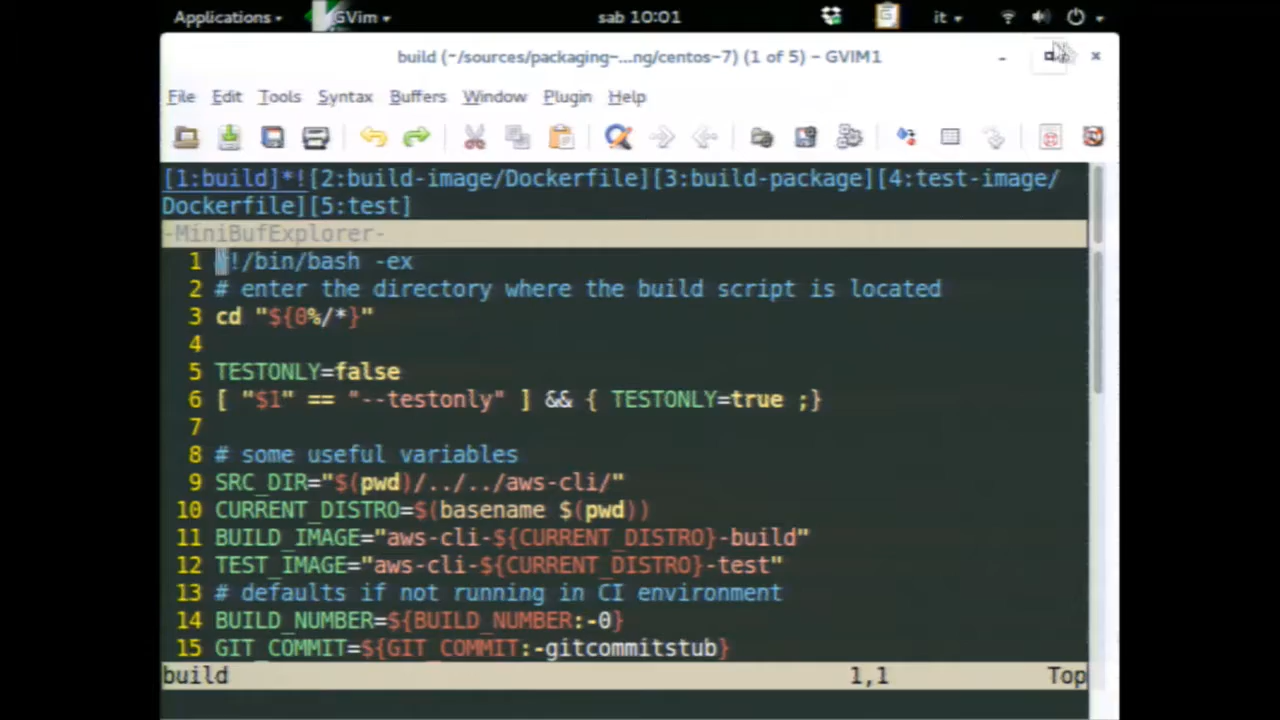 Applications
GVim
sab 10:01
it
build (~/sources/packaging~...ng/centos-7) (1 of 5) - GVIM1
File Edit Tools Syntax Buffers Window Plugin Help
[1:build]*![2:build-image/Dockerfile][3:build-package][4:test-image/
Dockerfile][5:test]
-MiniBufExplorer-
1 #!/bin/bash -ex
2 # enter the directory where the build script is located
3 cd "${0%/*}"
4
5 TESTONLY=false
6 [ "$1" == "--testonly" ] && { TESTONLY=true ;}
7
8 # some useful variables
9 SRC_DIR="$(pwd)/../../aws-cli/"
10 CURRENT_DISTRO=$(basename $(pwd))
11 BUILD_IMAGE="aws-cli-${CURRENT_DISTRO}-build"
12 TEST_IMAGE="aws-cli-${CURRENT_DISTRO}-test"
13 # defaults if not running in CI environment
14 BUILD_NUMBER=${BUILD_NUMBER:-0}
15 GIT_COMMIT=${GIT_COMMIT:-gitcommitstub}
build 1,1 Top